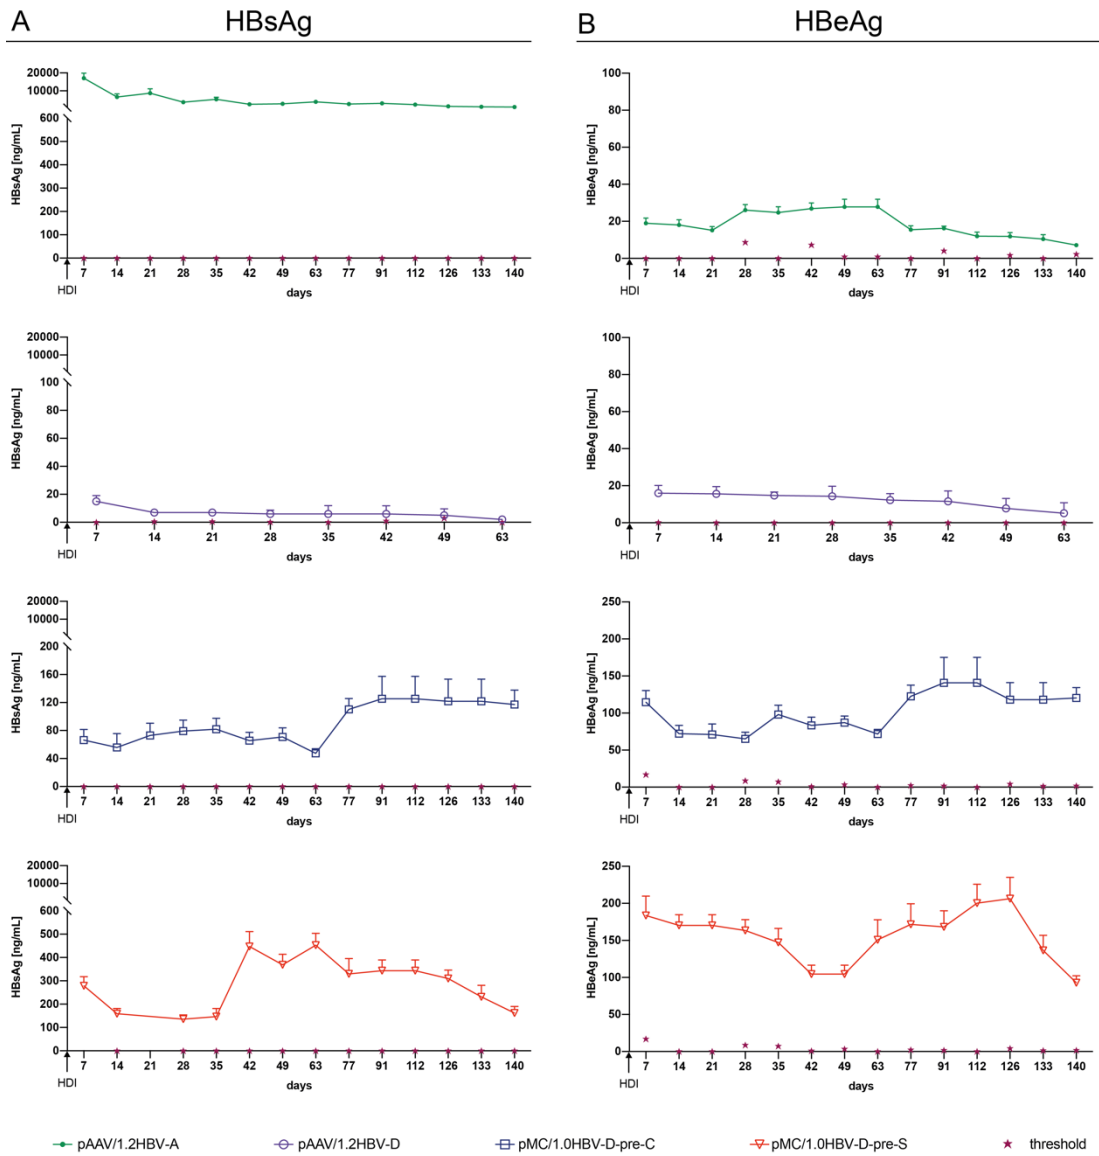 A HBsAg
B HBeAg
20000
10000
600
500
400
300
200
100
0
HBsAg [ng/mL]
7 14 21 28 35 42 49 63 77 91 112 126 133 140
HDI
days
100
80
60
40
20
0
HBeAg [ng/mL]
7 14 21 28 35 42 49 63 77 91 112 126 133 140
HDI
days
20000
10000
100
80
60
40
20
0
HBsAg [ng/mL]
7 14 21 28 35 42 49 63
HDI
days
100
80
60
40
20
0
HBeAg [ng/mL]
7 14 21 28 35 42 49 63
HDI
days
20000
10000
200
160
120
80
40
0
HBsAg [ng/mL]
7 14 21 28 35 42 49 63 77 91 112 126 133 140
HDI
days
250
200
150
100
50
0
HBeAg [ng/mL]
7 14 21 28 35 42 49 63 77 91 112 126 133 140
HDI
days
20000
10000
600
500
400
300
200
100
0
HBsAg [ng/mL]
7 14 21 28 35 42 49 63 77 91 112 126 133 140
HDI
days
250
200
150
100
50
0
HBeAg [ng/mL]
7 14 21 28 35 42 49 63 77 91 112 126 133 140
HDI
days
pAAV/1.2HBV-A pAAV/1.2HBV-D pMC/1.0HBV-D-pre-C pMC/1.0HBV-D-pre-S threshold